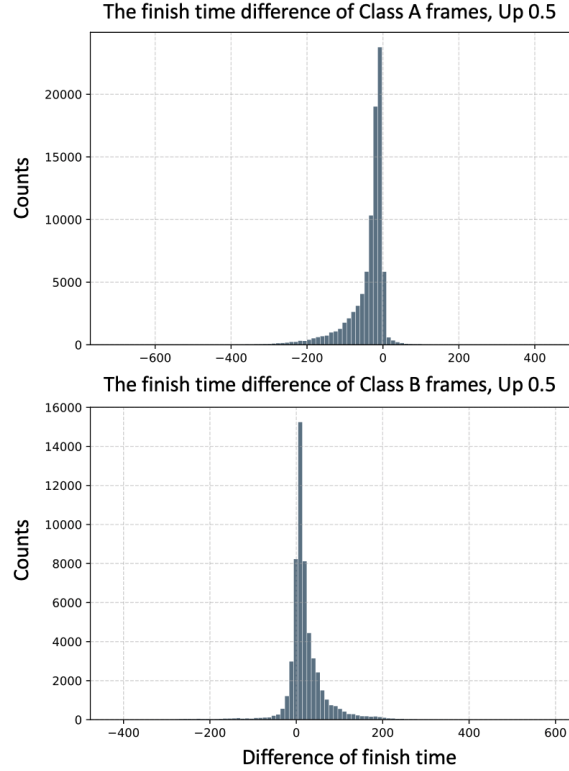 The finish time difference of Class A frames, Up 0.5
Counts
20000
15000
10000
5000
0
−600 −400 −200 0 200 400
The finish time difference of Class B frames, Up 0.5
Counts
16000
14000
12000
10000
8000
6000
4000
2000
0
−400 −200 0 200 400 600
Difference of finish time